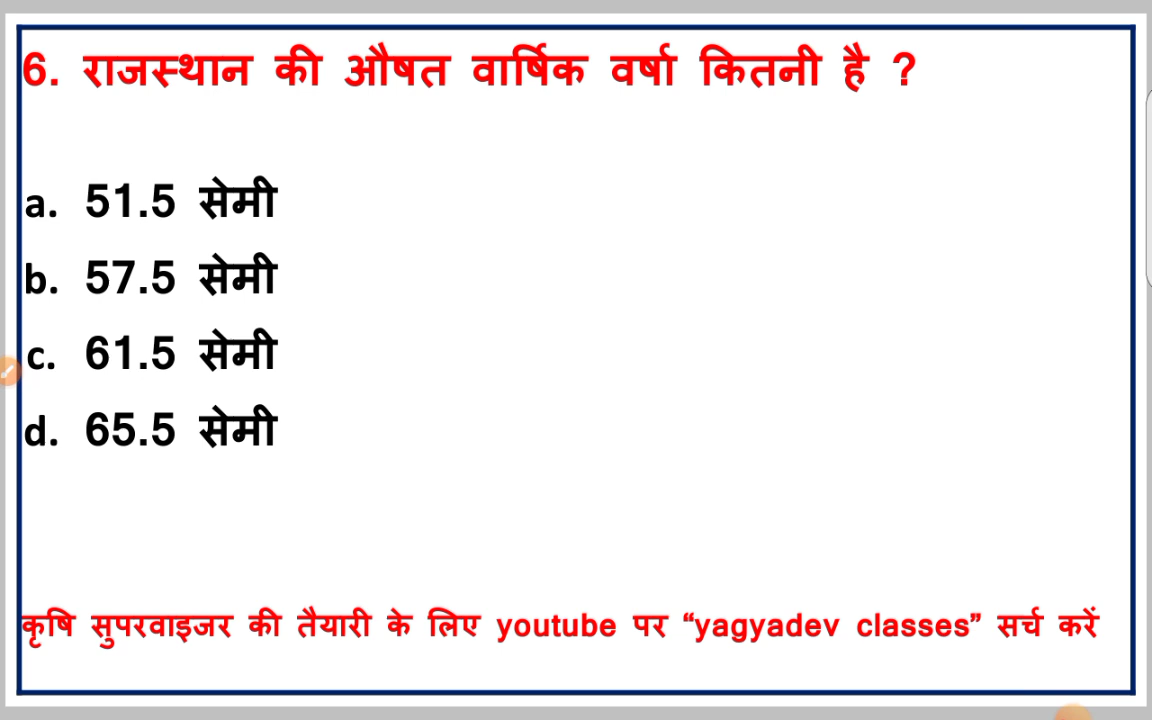 6. राजस्थान की औषत वार्षिक वर्षा कितनी है ?
a. 51.5 सेमी
b. 57.5 सेमी
c. 61.5 सेमी
d. 65.5 सेमी
कृषि सुपरवाइजर की तैयारी के लिए youtube पर “yagyadev classes” सर्च करें